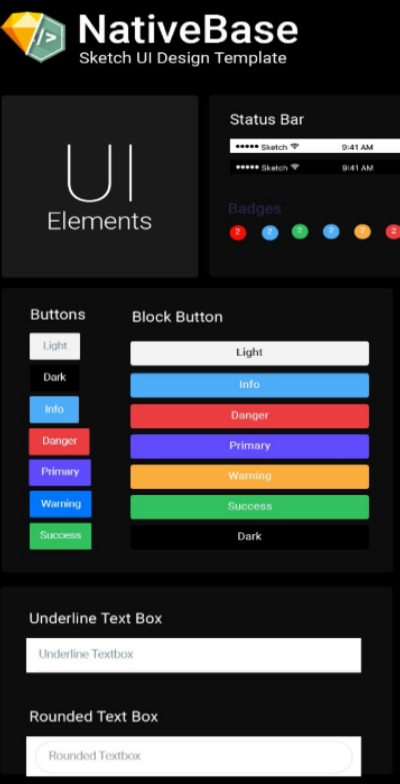 </>
NativeBase
Sketch UI Design Template
UI
Elements
Status Bar
Sketch 9:41 AM
Sketch 9:41 AM
Badges
2 2 2 2 2 2
Buttons
Light
Dark
Info
Danger
Primary
Warning
Success
Block Button
Light
Info
Danger
Primary
Warning
Success
Dark
Underline Text Box
Underline Textbox
Rounded Text Box
Rounded Textbox